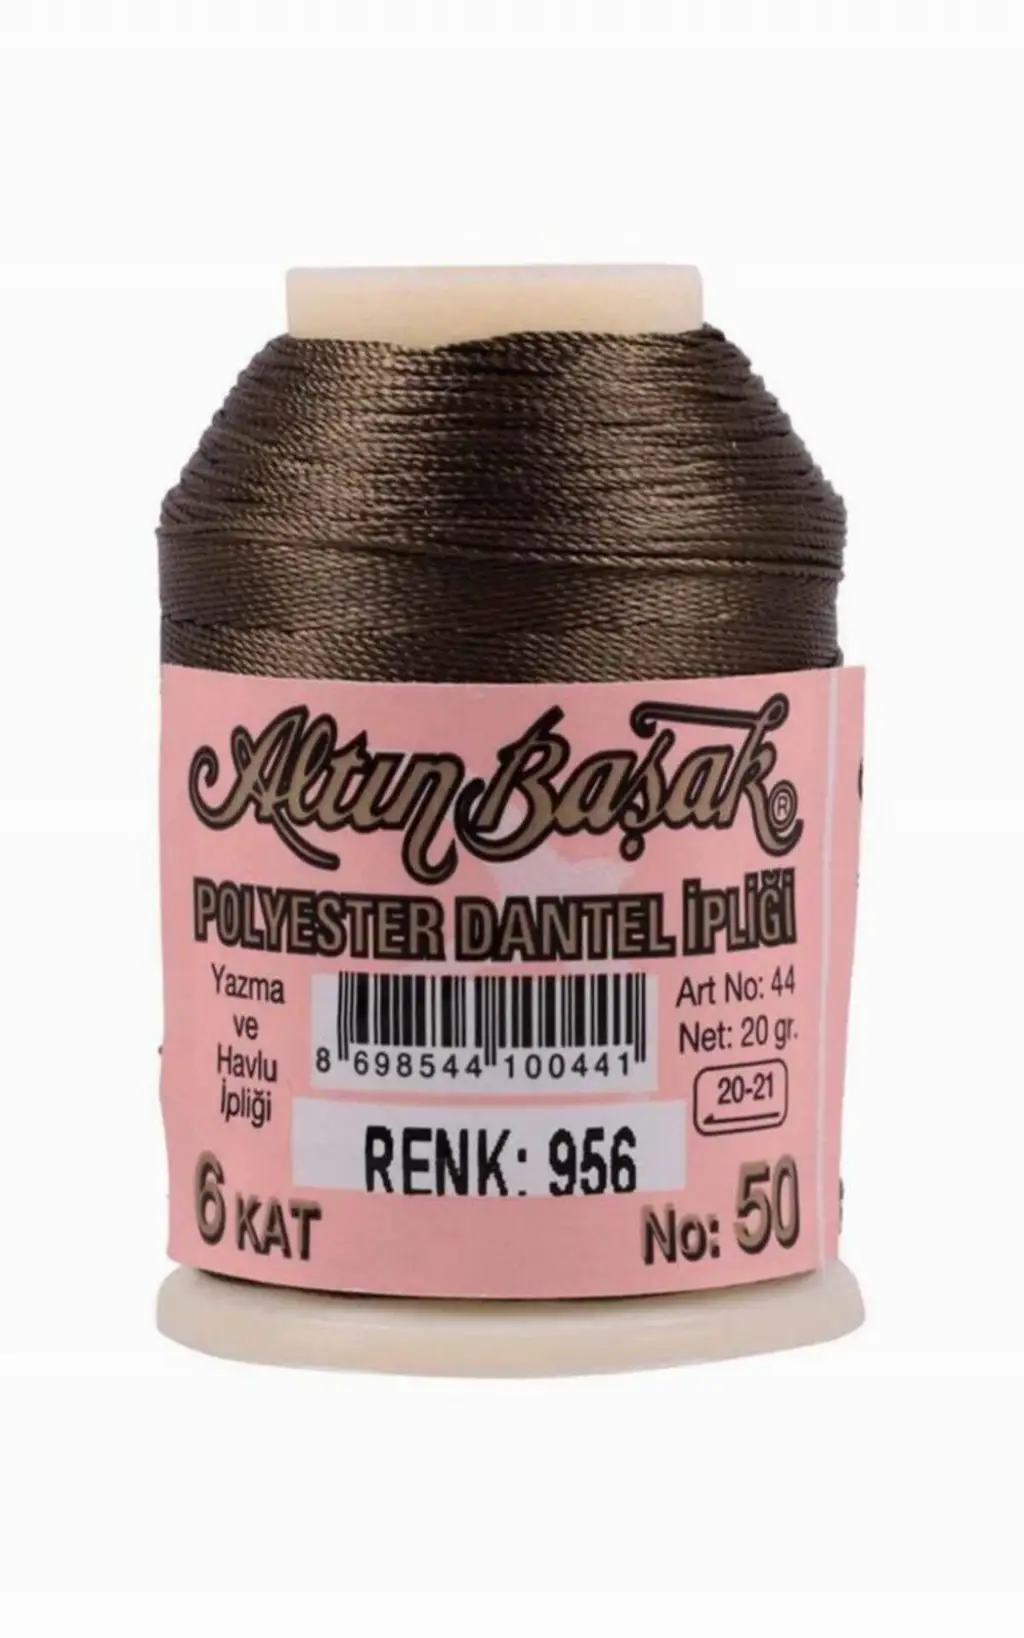 Altın Başak ®
POLYESTER DANTEL İPLİĞİ
Yazma
ve
Havlu
İpliği
8 698544 100441
Art No: 44
Net: 20 gr.
20-21
RENK: 956
6 KAT
No: 50